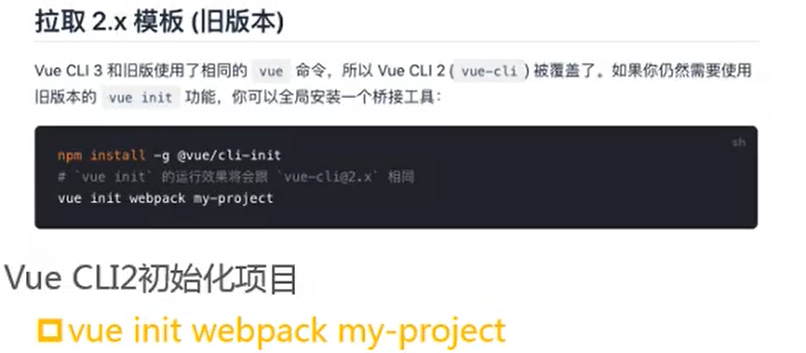 拉取 2.x 模板 (旧版本)
Vue CLI 3 和旧版使用了相同的 vue 命令，所以 Vue CLI 2 ( vue-cli ) 被覆盖了。如果你仍然需要使用
旧版本的 vue init 功能，你可以全局安装一个桥接工具：
sh
npm install -g @vue/cli-init
# `vue init` 的运行效果将会跟 `vue-cli@2.x` 相同
vue init webpack my-project
Vue CLI2初始化项目
vue init webpack my-project